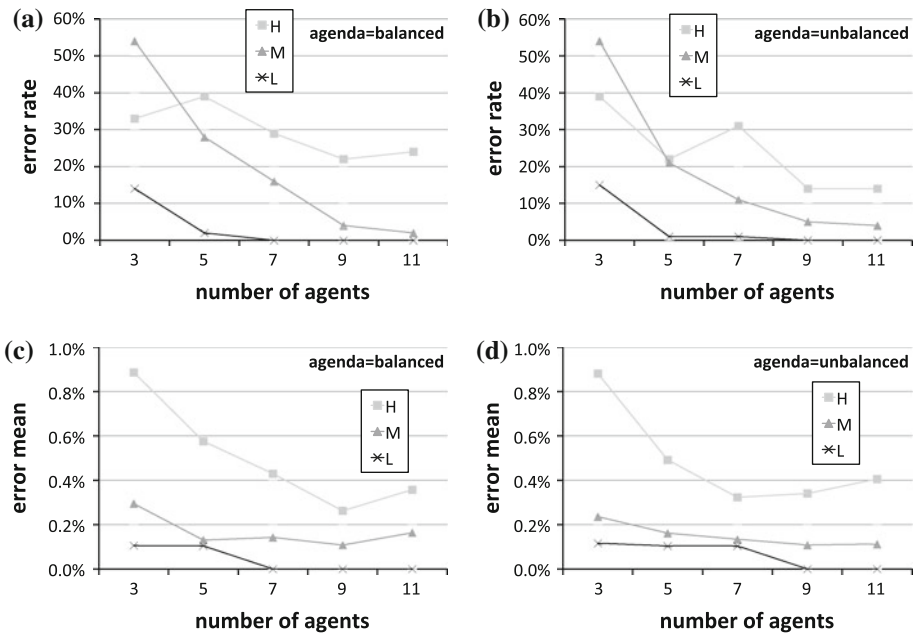 (a)
agenda=balanced
H
M
L
60%
50%
40%
30%
20%
10%
0%
error rate
3 5 7 9 11
number of agents
(b)
agenda=unbalanced
H
M
L
60%
50%
40%
30%
20%
10%
0%
error rate
3 5 7 9 11
number of agents
(c)
agenda=balanced
H
M
L
1.0%
0.8%
0.6%
0.4%
0.2%
0.0%
error mean
3 5 7 9 11
number of agents
(d)
agenda=unbalanced
H
M
L
1.0%
0.8%
0.6%
0.4%
0.2%
0.0%
error mean
3 5 7 9 11
number of agents